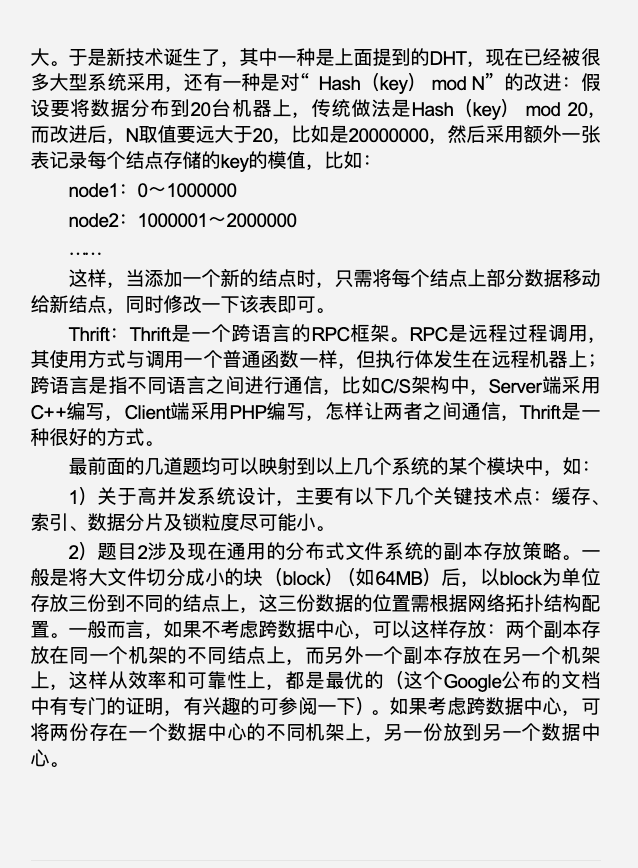 大。于是新技术诞生了，其中一种是上面提到的DHT，现在已经被很
多大型系统采用，还有一种是对“ Hash（key） mod N” 的改进：假
设要将数据分布到20台机器上，传统做法是Hash（key） mod 20，
而改进后，N取值要远大于20，比如是20000000，然后采用额外一张
表记录每个结点存储的key的模值，比如：
node1：0～1000000
node2：1000001～2000000
……
这样，当添加一个新的结点时，只需将每个结点上部分数据移动
给新结点，同时修改一下该表即可。
Thrift：Thrift是一个跨语言的RPC框架。RPC是远程过程调用，
其使用方式与调用一个普通函数一样，但执行体发生在远程机器上；
跨语言是指不同语言之间进行通信，比如C/S架构中，Server端采用
C++编写，Client端采用PHP编写，怎样让两者之间通信，Thrift是一
种很好的方式。
最前面的几道题均可以映射到以上几个系统的某个模块中，如：
1）关于高并发系统设计，主要有以下几个关键技术点：缓存、
索引、数据分片及锁粒度尽可能小。
2）题目2涉及现在通用的分布式文件系统的副本存放策略。一
般是将大文件切分成小的块（block）（如64MB）后，以block为单位
存放三份到不同的结点上，这三份数据的位置需根据网络拓扑结构配
置。一般而言，如果不考虑跨数据中心，可以这样存放：两个副本存
放在同一个机架的不同结点上，而另外一个副本存放在另一个机架
上，这样从效率和可靠性上，都是最优的（这个Google公布的文档
中有专门的证明，有兴趣的可参阅一下）。如果考虑跨数据中心，可
将两份存在一个数据中心的不同机架上，另一份放到另一个数据中
心。